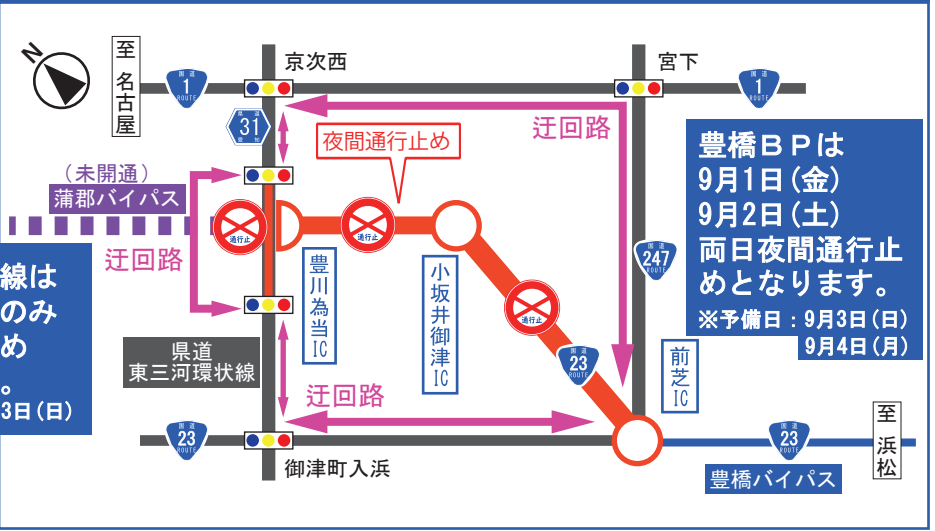 N
至名古屋
国道
1
ROUTE
京次西
宮下
国道
1
ROUTE
31
迂回路
夜間通行止め
(未開通)
蒲郡バイパス
通行止
通行止
迂回路
豊川為当IC
小坂井御津IC
通行止
国道
247
ROUTE
豊橋BPは
9月1日(金)
9月2日(土)
両日夜間通行止
めとなります。
※予備日:9月3日(日)
9月4日(月)
線は
のみ
め
。
3日(日)
県道
東三河環状線
国道
23
ROUTE
前芝IC
迂回路
国道
23
ROUTE
御津町入浜
国道
23
ROUTE
豊橋バイパス
至浜松